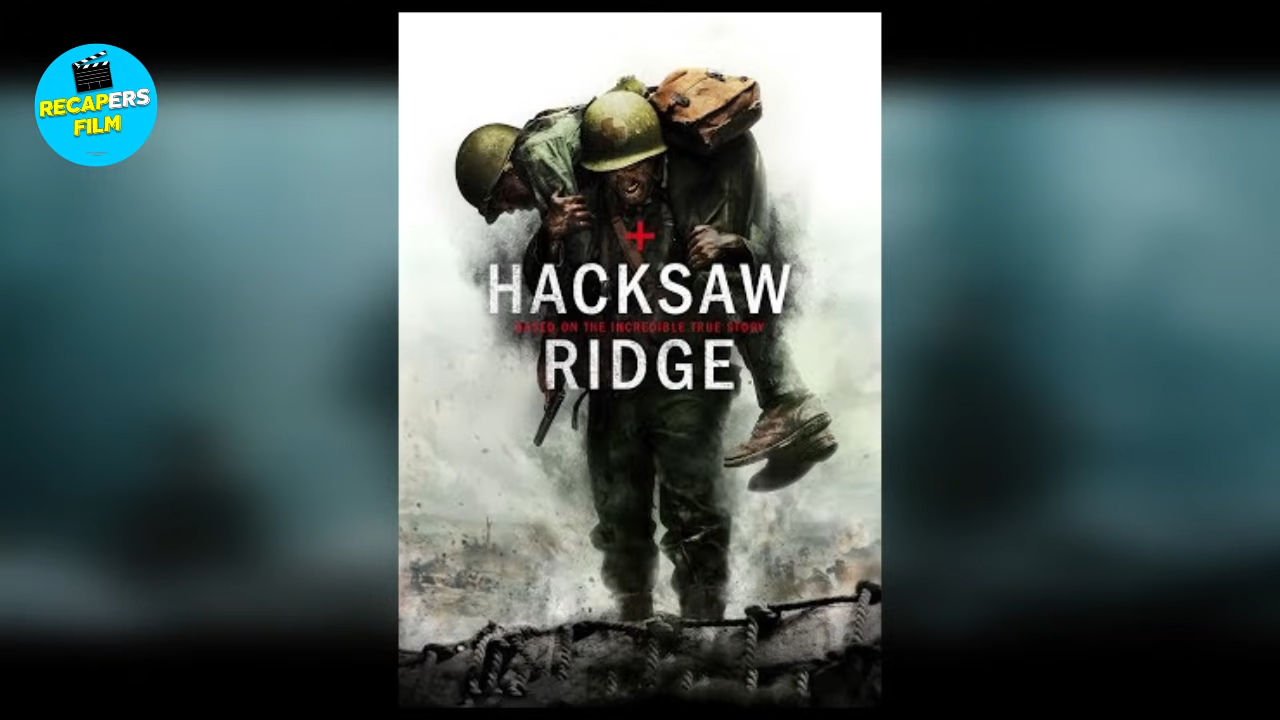 RECAPERS
FILM
HACKSAW
BASED ON THE INCREDIBLE TRUE STORY
RIDGE